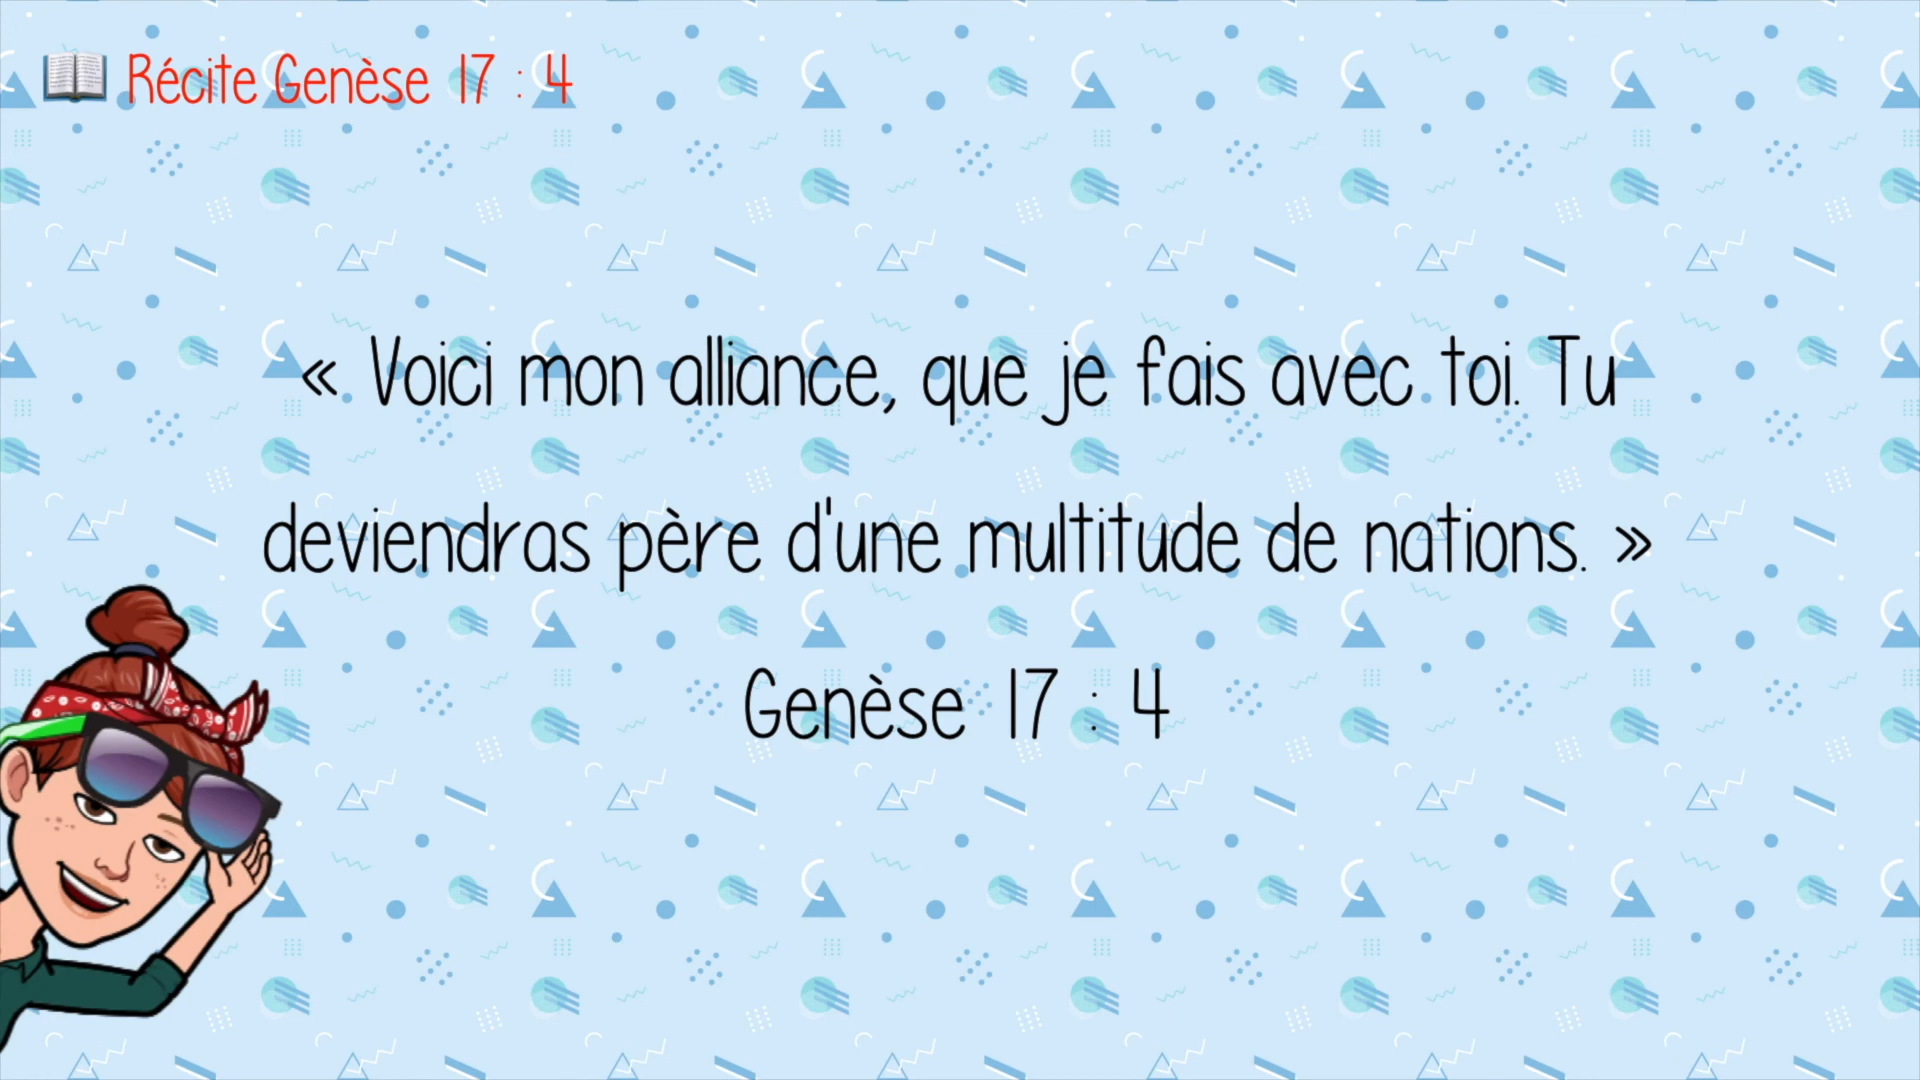 Récite Genèse 17 : 4
« Voici mon alliance, que je fais avec toi. Tu
deviendras père d'une multitude de nations. »
Genèse 17 : 4